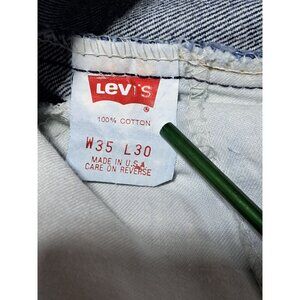 LEVI'S
®
100% COTTON
W35 L30
MADE IN U.S.A.
CARE ON REVERSE